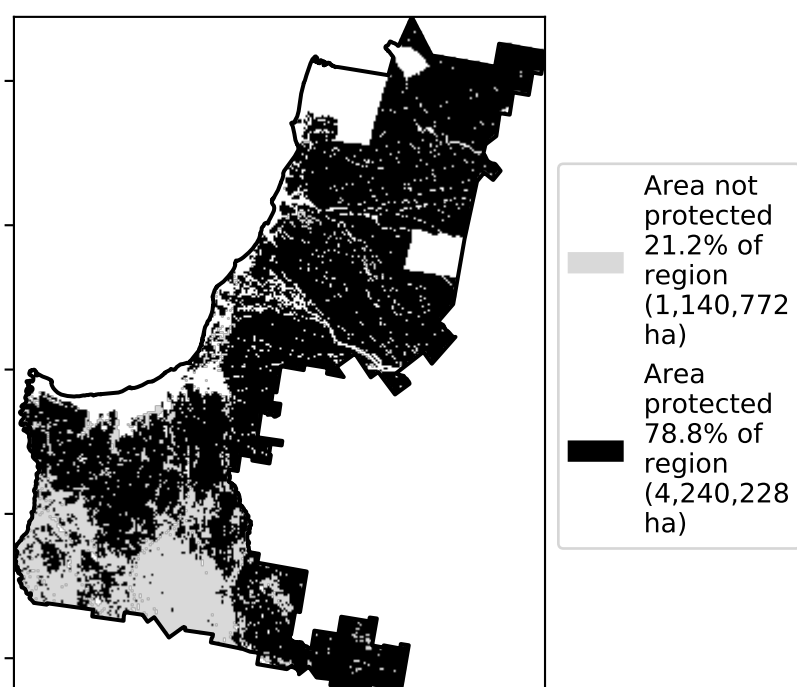 Area not
protected
21.2% of
region
(1,140,772
ha)
Area
protected
78.8% of
region
(4,240,228
ha)